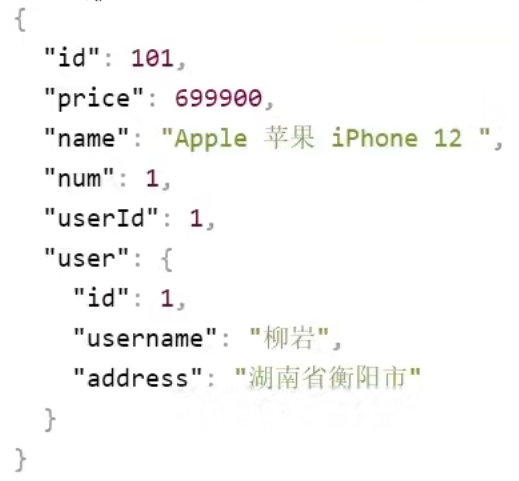 {
  "id": 101,
  "price": 699900,
  "name": "Apple 苹果 iPhone 12 ",
  "num": 1,
  "userId": 1,
  "user": {
    "id": 1,
    "username": "柳岩",
    "address": "湖南省衡阳市"
  }
}